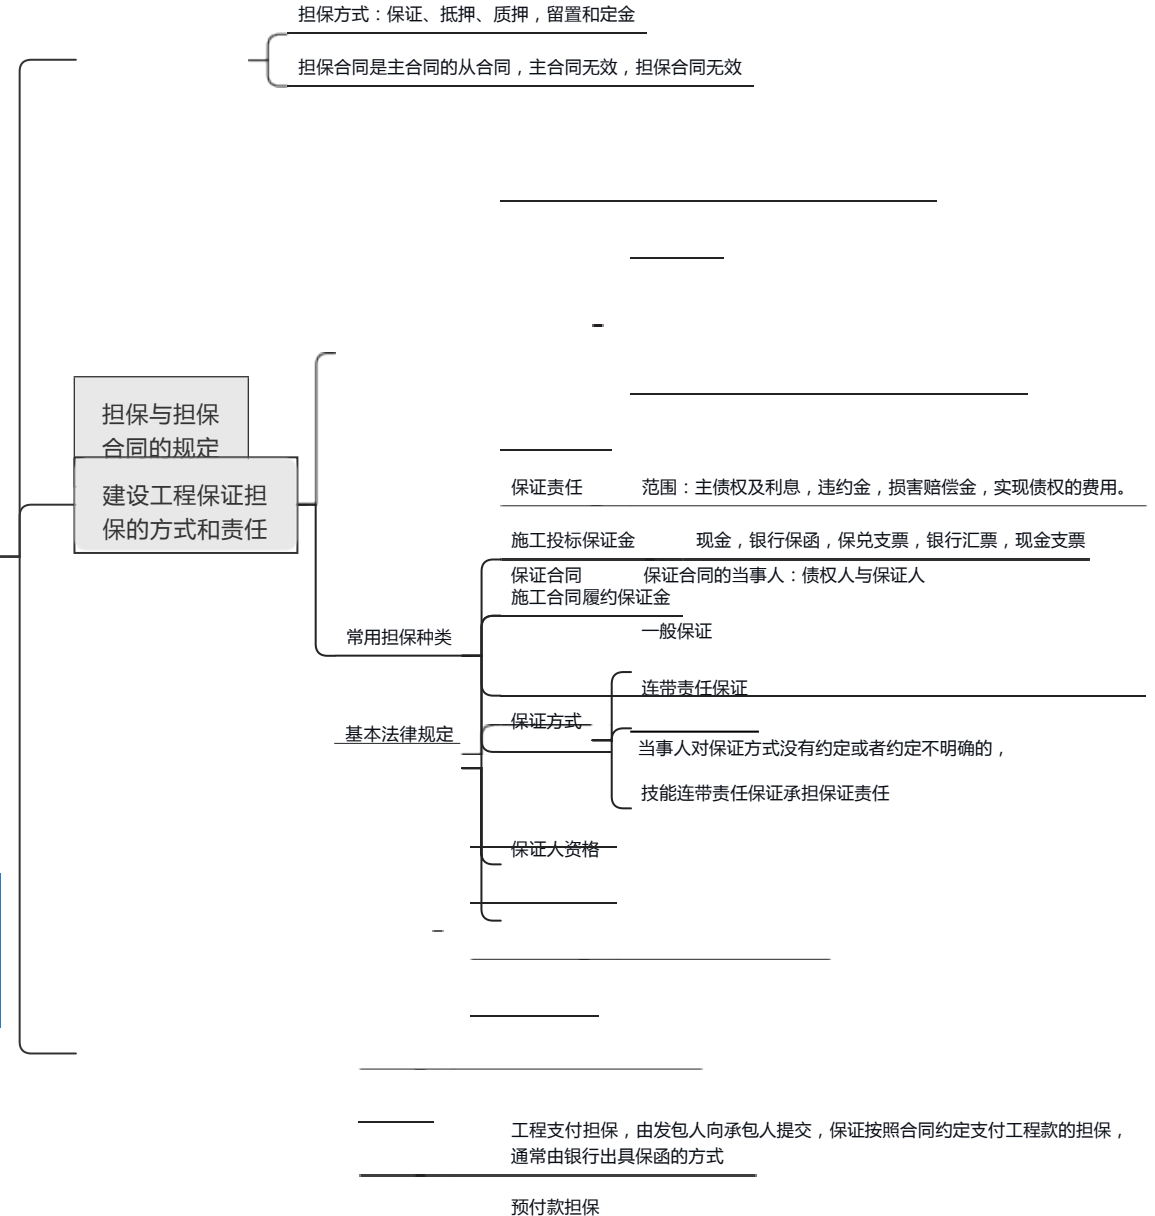 担保方式：保证、抵押、质押，留置和定金
担保合同是主合同的从合同，主合同无效，担保合同无效
担保与担保
合同的规定
建设工程保证担
保的方式和责任
保证责任 范围：主债权及利息，违约金，损害赔偿金，实现债权的费用。
施工投标保证金 现金，银行保函，保兑支票，银行汇票，现金支票
保证合同 保证合同的当事人：债权人与保证人
施工合同履约保证金
一般保证
常用担保种类
连带责任保证
保证方式
基本法律规定
当事人对保证方式没有约定或者约定不明确的，
技能连带责任保证承担保证责任
保证人资格
工程支付担保，由发包人向承包人提交，保证按照合同约定支付工程款的担保，
通常由银行出具保函的方式
预付款担保